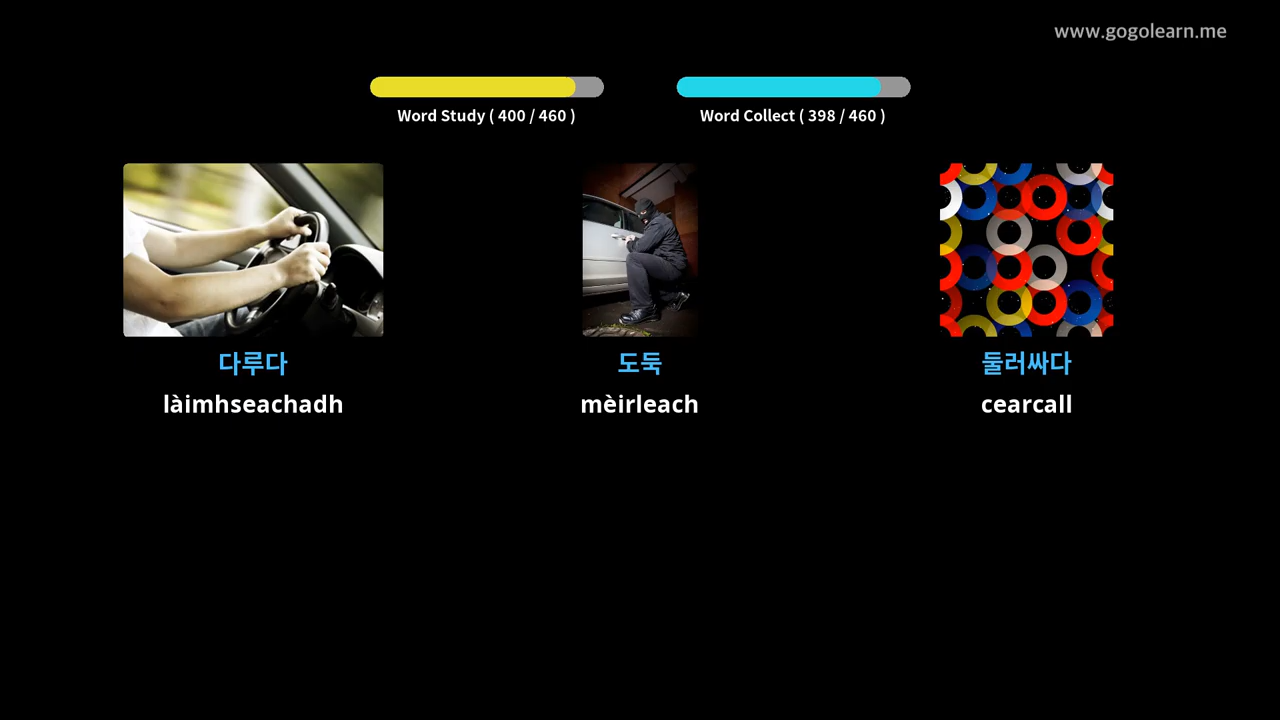 www.gogolearn.me
Word Study ( 400 / 460 )
Word Collect ( 398 / 460 )
다루다
도둑
둘러싸다
làimhseachadh
mèirleach
cearcall